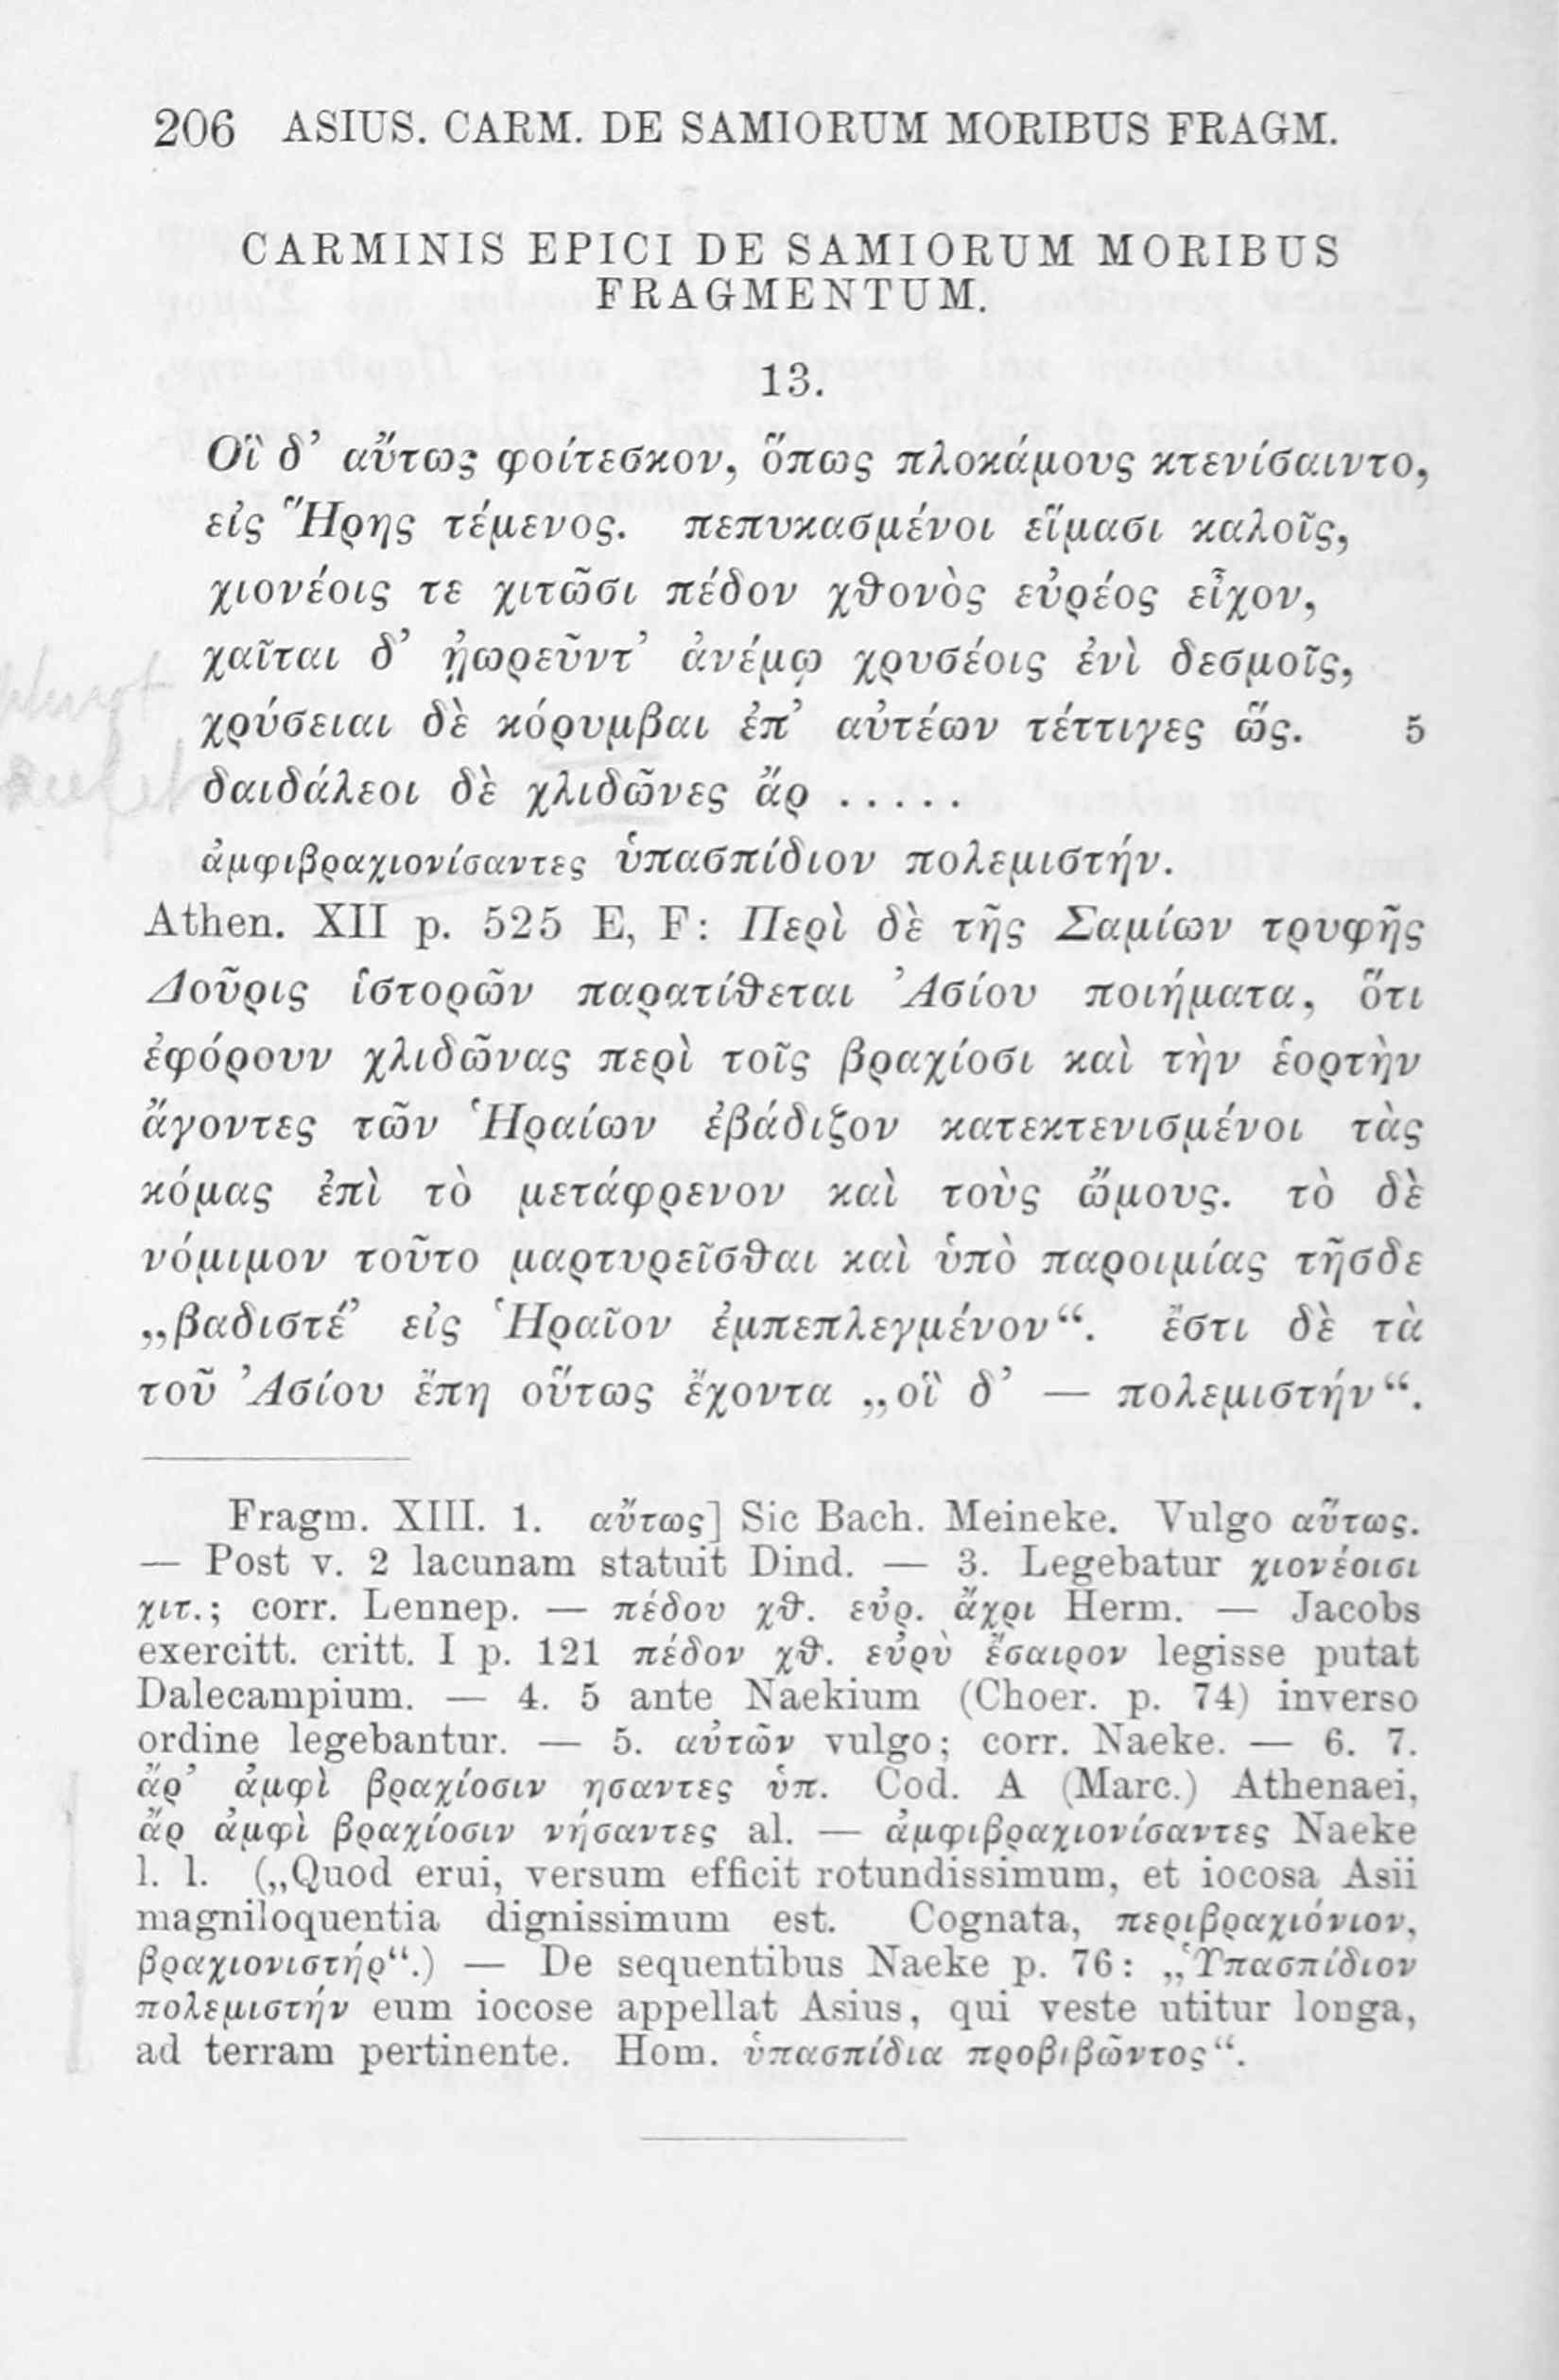 206 ASIUS. CARM. DE SAMIORUM MORIBUS FRAGM.
CARMINIS EPICI DE SAMIORUM MORIBUS
FRAGMENTUM.
13.
Οἳ δ’ αὔτως φοίτεσκον, ὅπως πλοκάμους κτενίσαιντο,
εἰς Ἥρης τέμενος. πεπυκασμένοι εἵμασι καλοῖς,
χιονέοις τε χιτῶσι πέδον χθονὸς εὐρέος εἶχον,
χαῖται δ’ ᾐωρεῦντ’ ἀνέμῳ χρυσέοις ἐνὶ δεσμοῖς,
χρύσειαι δὲ κόρυμβαι ἐπ’ αὐτέων τέττιγες ὥς. 5
δαιδάλεοι δὲ χλιδῶνες ἄρ .....
ἀμφιβραχιονίσαντες ὑπασπίδιον πολεμιστήν.
Athen. XII p. 525 E, F: Περὶ δὲ τῆς Σαμίων τρυφῆς
Δοῦρις ἱστορῶν παρατίθεται Ἀσίου ποιήματα, ὅτι
ἐφόρουν χλιδῶνας περὶ τοῖς βραχίοσι καὶ τὴν ἑορτὴν
ἄγοντες τῶν Ἡραίων ἐβάδιζον κατεκτενισμένοι τὰς
κόμας ἐπὶ τὸ μετάφρενον καὶ τοὺς ὤμους. τὸ δὲ
νόμιμον τοῦτο μαρτυρεῖσθαι καὶ ὑπὸ παροιμίας τῆσδε
„βαδιστέ’ εἰς Ἡραῖον ἐμπεπλεγμένον“. ἔστι δὲ τὰ
τοῦ Ἀσίου ἔπη οὕτως ἔχοντα „οἳ δ’ — πολεμιστήν“.
Fragm. XIII. 1. αὔτως] Sic Bach. Meineke. Vulgo αὕτως.
— Post v. 2 lacunam statuit Dind. — 3. Legebatur χιονέοισι
χιτ.; corr. Lennep. — πέδου χθ. εὐρ. ἄχρι Herm. — Jacobs
exercitt. critt. I p. 121 πέδον χθ. εὐρὺ ἔσαιρον legisse putat
Dalecampium. — 4. 5 ante Naekium (Choer. p. 74) inverso
ordine legebantur. — 5. αὐτῶν vulgo; corr. Naeke. — 6. 7.
ἄρ’ ἀμφὶ βραχίοσιν ησαντες ὑπ. Cod. A (Marc.) Athenaei,
ἄρ ἀμφὶ βραχίοσιν νήσαντες al. — ἀμφιβραχιονίσαντες Naeke
l. l. („Quod erui, versum efficit rotundissimum, et iocosa Asii
magniloquentia dignissimum est. Cognata, περιβραχιόνιον,
βραχιονιστήρ“.) — De sequentibus Naeke p. 76: „Ὑπασπίδιον
πολεμιστήν eum iocose appellat Asius, qui veste utitur longa,
ad terram pertinente. Hom. ὑπασπίδια προβιβῶντος“.